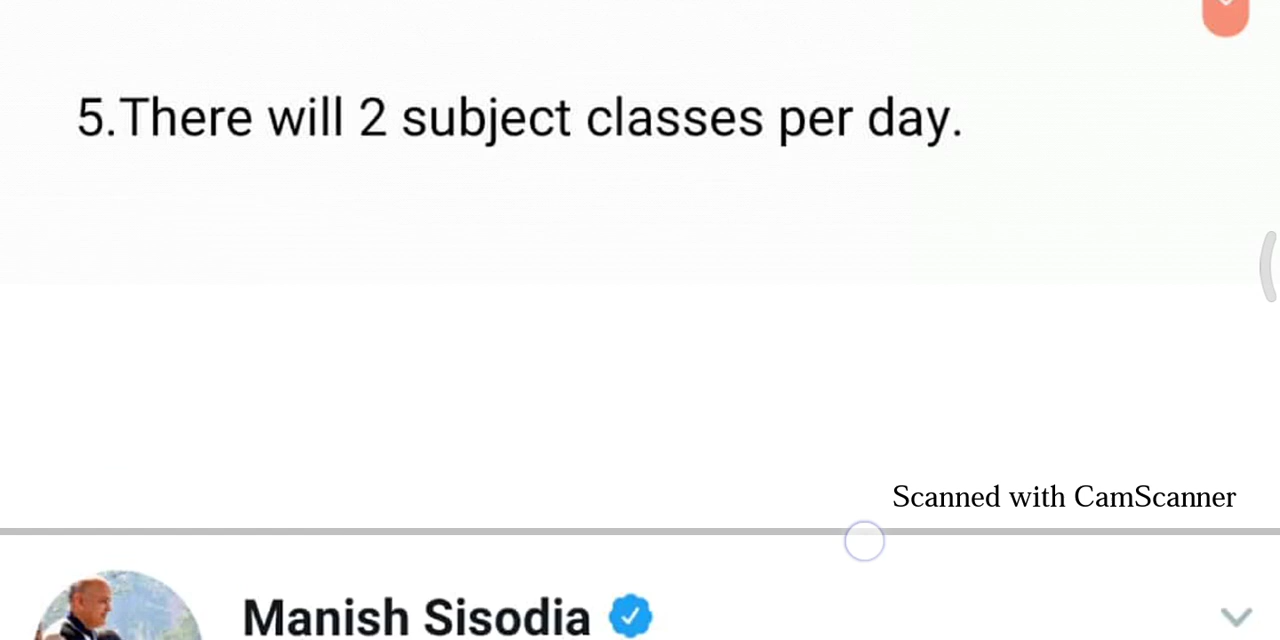 5.There will 2 subject classes per day.
Scanned with CamScanner
Manish Sisodia